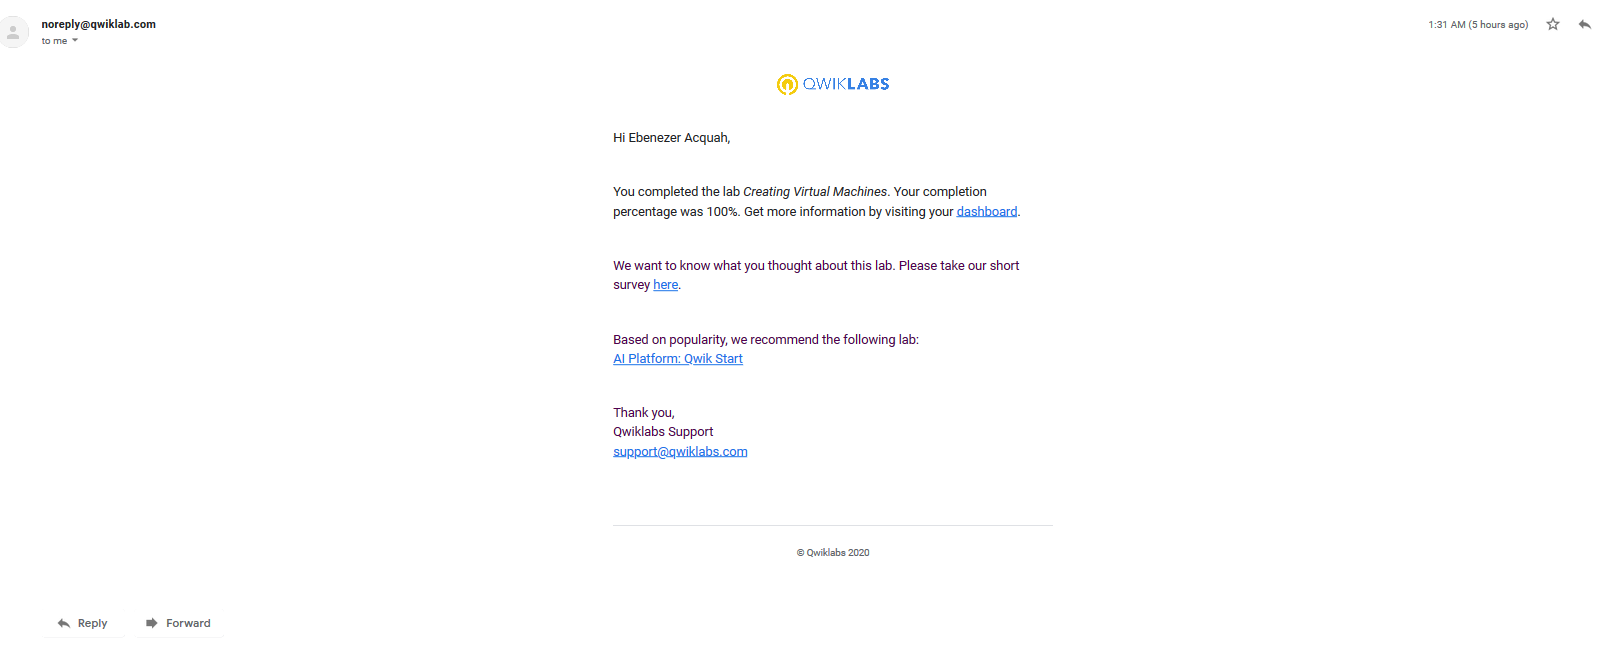 noreply@qwiklab.com
1:31 AM (5 hours ago)
to me
QWIKLABS
Hi Ebenezer Acquah,
You completed the lab Creating Virtual Machines. Your completion
percentage was 100%. Get more information by visiting your dashboard.
We want to know what you thought about this lab. Please take our short
survey here.
Based on popularity, we recommend the following lab:
AI Platform: Qwik Start
Thank you,
Qwiklabs Support
support@qwiklabs.com
© Qwiklabs 2020
Reply
Forward